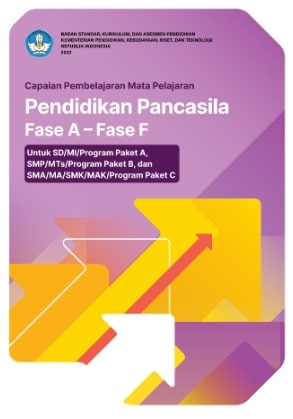 BADAN STANDAR, KURIKULUM, DAN ASESMEN PENDIDIKAN
KEMENTERIAN PENDIDIKAN, KEBUDAYAAN, RISET, DAN TEKNOLOGI
REPUBLIK INDONESIA
2022
Capaian Pembelajaran Mata Pelajaran
Pendidikan Pancasila
Fase A – Fase F
Untuk SD/MI/Program Paket A,
SMP/MTs/Program Paket B, dan
SMA/MA/SMK/MAK/Program Paket C